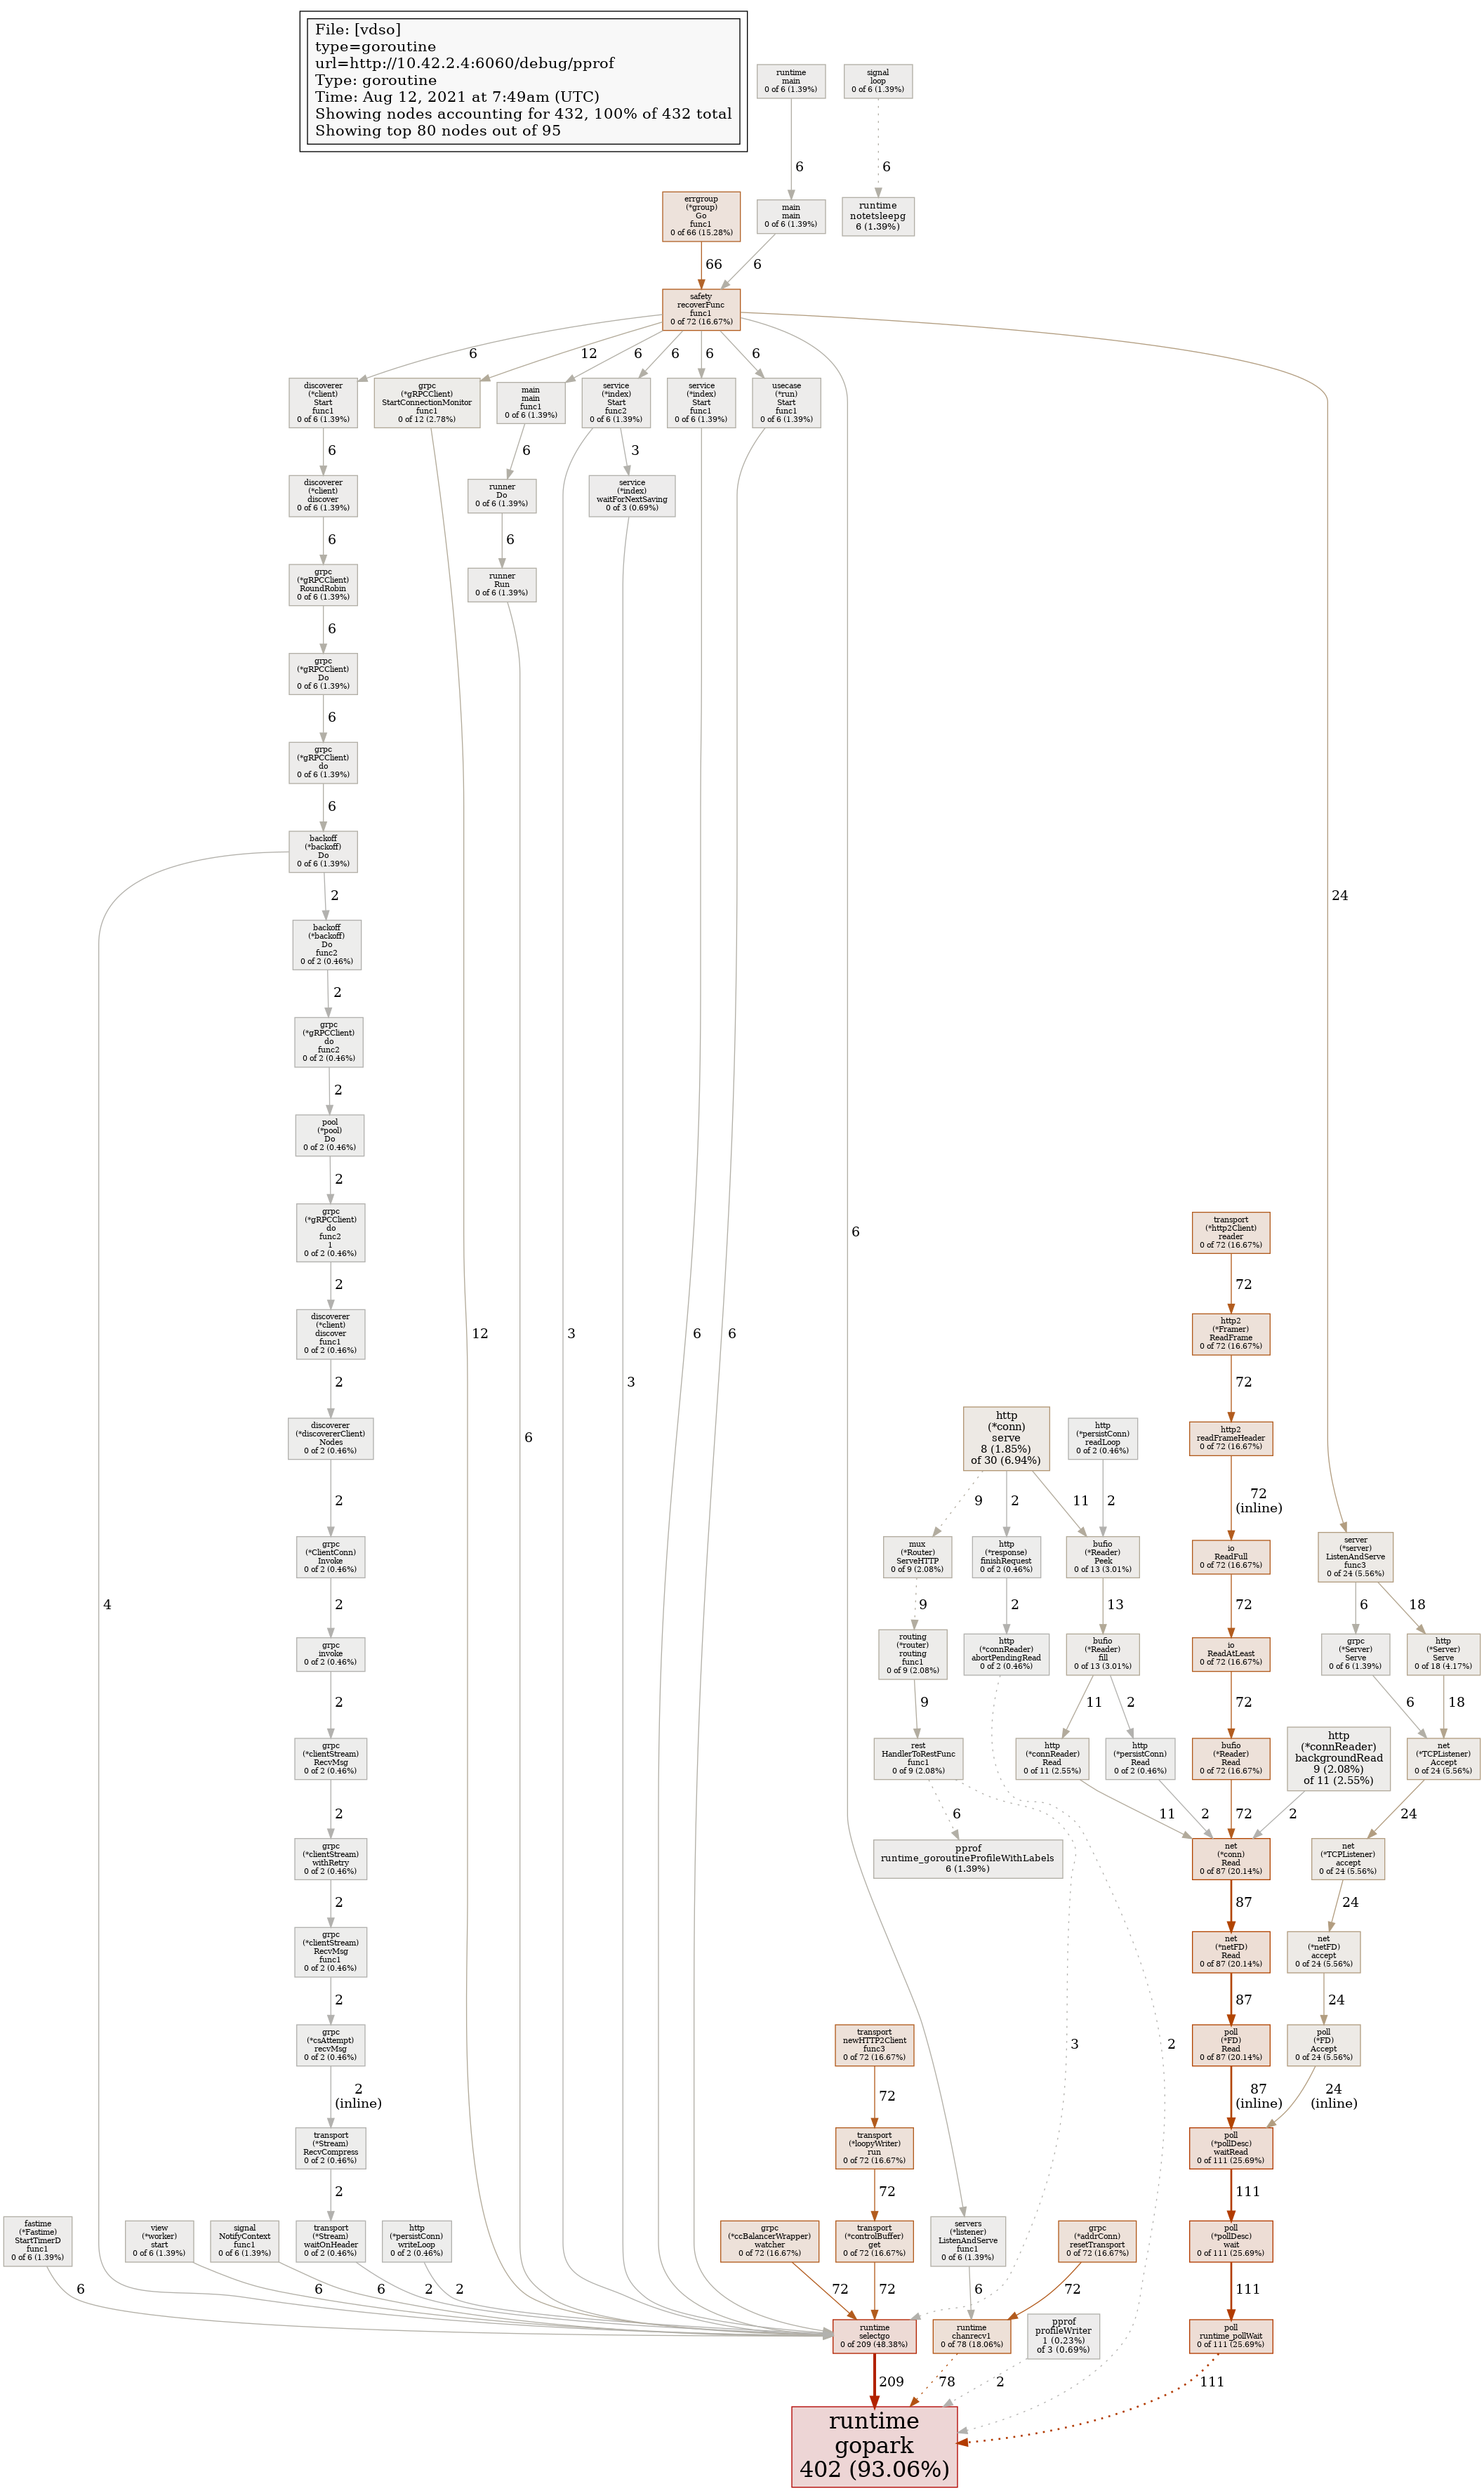 File: [vdso]
type=goroutine
url=http://10.42.2.4:6060/debug/pprof
Type: goroutine
Time: Aug 12, 2021 at 7:49am (UTC)
Showing nodes accounting for 432, 100% of 432 total
Showing top 80 nodes out of 95
runtime
main
0 of 6 (1.39%)
signal
loop
0 of 6 (1.39%)
6
6
errgroup
(*group)
Go
func1
0 of 66 (15.28%)
main
main
0 of 6 (1.39%)
runtime
notetsleepg
6 (1.39%)
66
6
safety
recoverFunc
func1
0 of 72 (16.67%)
6
12
6
6
6
6
discoverer
(*client)
Start
func1
0 of 6 (1.39%)
grpc
(*gRPCClient)
StartConnectionMonitor
func1
0 of 12 (2.78%)
main
main
func1
0 of 6 (1.39%)
service
(*index)
Start
func2
0 of 6 (1.39%)
service
(*index)
Start
func1
0 of 6 (1.39%)
usecase
(*run)
Start
func1
0 of 6 (1.39%)
6
6
3
discoverer
(*client)
discover
0 of 6 (1.39%)
runner
Do
0 of 6 (1.39%)
service
(*index)
waitForNextSaving
0 of 3 (0.69%)
6
6
grpc
(*gRPCClient)
RoundRobin
0 of 6 (1.39%)
runner
Run
0 of 6 (1.39%)
6
grpc
(*gRPCClient)
Do
0 of 6 (1.39%)
6
grpc
(*gRPCClient)
do
0 of 6 (1.39%)
6
backoff
(*backoff)
Do
0 of 6 (1.39%)
2
24
backoff
(*backoff)
Do
func2
0 of 2 (0.46%)
2
grpc
(*gRPCClient)
do
func2
0 of 2 (0.46%)
2
pool
(*pool)
Do
0 of 2 (0.46%)
2
grpc
(*gRPCClient)
do
func2
1
0 of 2 (0.46%)
6
transport
(*http2Client)
reader
0 of 72 (16.67%)
2
72
discoverer
(*client)
discover
func1
0 of 2 (0.46%)
12
3
6
6
http2
(*Framer)
ReadFrame
0 of 72 (16.67%)
2
3
72
discoverer
(*discovererClient)
Nodes
0 of 2 (0.46%)
6
http
(*conn)
serve
8 (1.85%)
of 30 (6.94%)
http
(*persistConn)
readLoop
0 of 2 (0.46%)
http2
readFrameHeader
0 of 72 (16.67%)
2
9
2
11
2
72
(inline)
grpc
(*ClientConn)
Invoke
0 of 2 (0.46%)
mux
(*Router)
ServeHTTP
0 of 9 (2.08%)
http
(*response)
finishRequest
0 of 2 (0.46%)
bufio
(*Reader)
Peek
0 of 13 (3.01%)
io
ReadFull
0 of 72 (16.67%)
server
(*server)
ListenAndServe
func3
0 of 24 (5.56%)
4
2
9
2
13
72
6
18
grpc
invoke
0 of 2 (0.46%)
routing
(*router)
routing
func1
0 of 9 (2.08%)
http
(*connReader)
abortPendingRead
0 of 2 (0.46%)
bufio
(*Reader)
fill
0 of 13 (3.01%)
io
ReadAtLeast
0 of 72 (16.67%)
grpc
(*Server)
Serve
0 of 6 (1.39%)
http
(*Server)
Serve
0 of 18 (4.17%)
2
9
11
2
72
6
18
grpc
(*clientStream)
RecvMsg
0 of 2 (0.46%)
rest
HandlerToRestFunc
func1
0 of 9 (2.08%)
http
(*connReader)
Read
0 of 11 (2.55%)
http
(*persistConn)
Read
0 of 2 (0.46%)
bufio
(*Reader)
Read
0 of 72 (16.67%)
http
(*connReader)
backgroundRead
9 (2.08%)
of 11 (2.55%)
net
(*TCPListener)
Accept
0 of 24 (5.56%)
2
6
11
2
72
2
24
grpc
(*clientStream)
withRetry
0 of 2 (0.46%)
pprof
runtime_goroutineProfileWithLabels
6 (1.39%)
net
(*conn)
Read
0 of 87 (20.14%)
net
(*TCPListener)
accept
0 of 24 (5.56%)
2
87
24
grpc
(*clientStream)
RecvMsg
func1
0 of 2 (0.46%)
net
(*netFD)
Read
0 of 87 (20.14%)
net
(*netFD)
accept
0 of 24 (5.56%)
2
87
24
grpc
(*csAttempt)
recvMsg
0 of 2 (0.46%)
transport
newHTTP2Client
func3
0 of 72 (16.67%)
3
2
poll
(*FD)
Read
0 of 87 (20.14%)
poll
(*FD)
Accept
0 of 24 (5.56%)
2
(inline)
72
87
(inline)
24
(inline)
transport
(*Stream)
RecvCompress
0 of 2 (0.46%)
transport
(*loopyWriter)
run
0 of 72 (16.67%)
poll
(*pollDesc)
waitRead
0 of 111 (25.69%)
2
72
111
fastime
(*Fastime)
StartTimerD
func1
0 of 6 (1.39%)
view
(*worker)
start
0 of 6 (1.39%)
signal
NotifyContext
func1
0 of 6 (1.39%)
transport
(*Stream)
waitOnHeader
0 of 2 (0.46%)
http
(*persistConn)
writeLoop
0 of 2 (0.46%)
grpc
(*ccBalancerWrapper)
watcher
0 of 72 (16.67%)
transport
(*controlBuffer)
get
0 of 72 (16.67%)
servers
(*listener)
ListenAndServe
func1
0 of 6 (1.39%)
grpc
(*addrConn)
resetTransport
0 of 72 (16.67%)
poll
(*pollDesc)
wait
0 of 111 (25.69%)
6
6
6
2
2
72
72
6
72
111
runtime
selectgo
0 of 209 (48.38%)
runtime
chanrecv1
0 of 78 (18.06%)
pprof
profileWriter
1 (0.23%)
of 3 (0.69%)
poll
runtime_pollWait
0 of 111 (25.69%)
209
78
2
111
runtime
gopark
402 (93.06%)